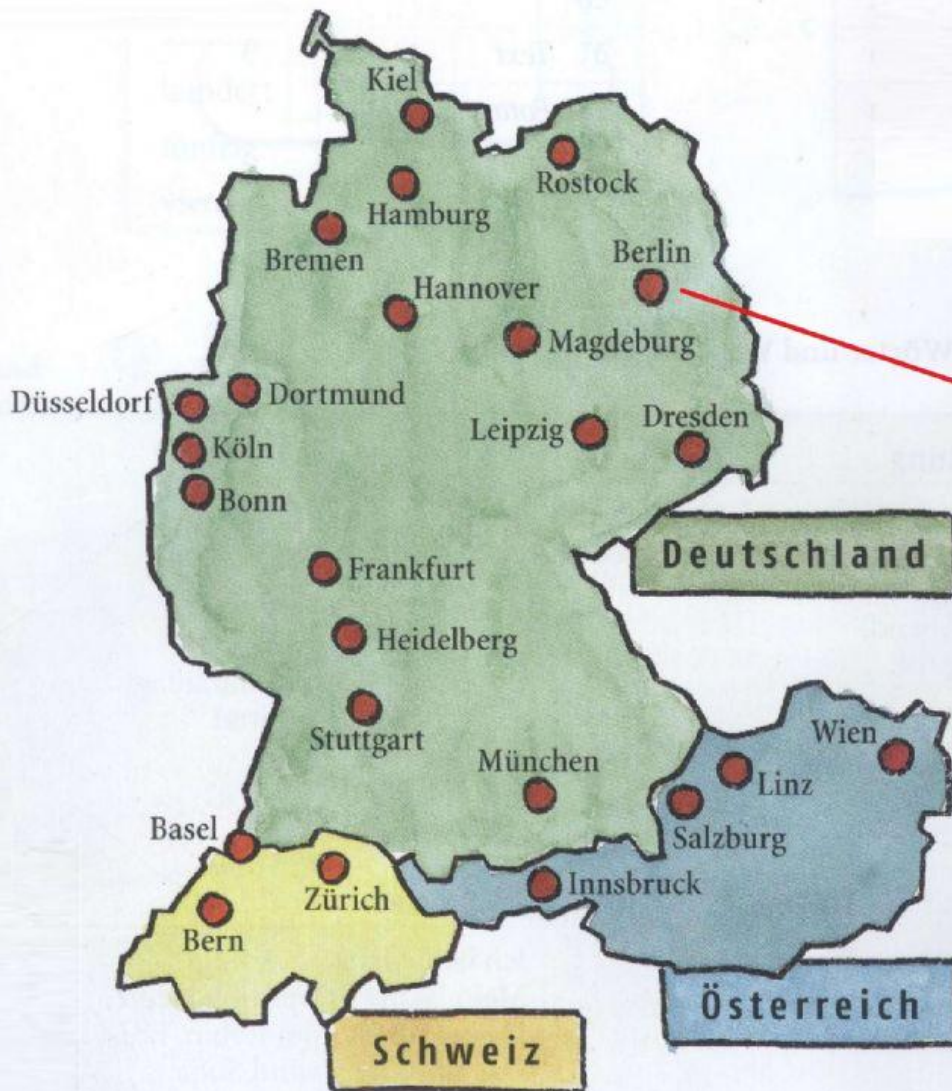 Kiel
Rostock
Hamburg
Bremen
Berlin
Hannover
Magdeburg
Düsseldorf
Dortmund
Leipzig
Dresden
Köln
Bonn
Deutschland
Frankfurt
Heidelberg
Stuttgart
München
Wien
Linz
Salzburg
Basel
Zürich
Innsbruck
Bern
Österreich
Schweiz